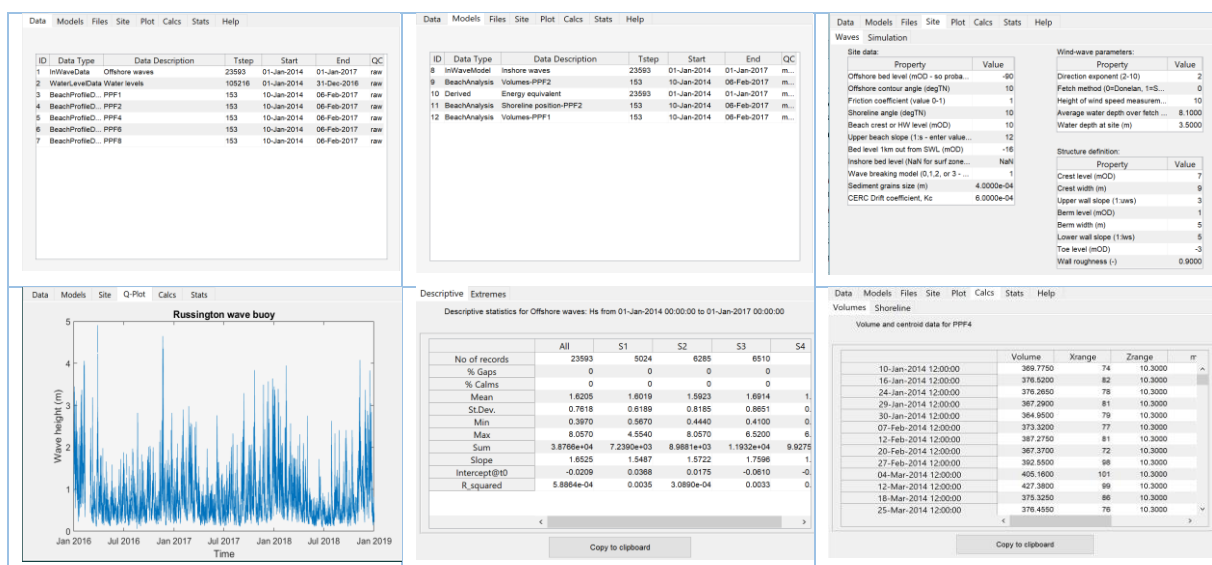 Data Models Files Site Plot Calcs Stats Help
ID Data Type Data Description Tstep Start End QC
1 InWaveData Offshore waves 23593 01-Jan-2014 01-Jan-2017 raw
2 WaterLevelData Water levels 105216 01-Jan-2014 31-Dec-2016 raw
3 BeachProfileD... PPF1 153 10-Jan-2014 06-Feb-2017 raw
4 BeachProfileD... PPF2 153 10-Jan-2014 06-Feb-2017 raw
5 BeachProfileD... PPF4 153 10-Jan-2014 06-Feb-2017 raw
6 BeachProfileD... PPF6 153 10-Jan-2014 06-Feb-2017 raw
7 BeachProfileD... PPF8 153 10-Jan-2014 06-Feb-2017 raw
Data Models Files Site Plot Calcs Stats Help
ID Data Type Data Description Tstep Start End QC
8 InWaveModel Inshore waves 23593 01-Jan-2014 01-Jan-2017 m...
9 BeachAnalysis Volumes-PPF2 153 10-Jan-2014 06-Feb-2017 m...
10 Derived Energy equivalent 23593 01-Jan-2014 01-Jan-2017 m...
11 BeachAnalysis Shoreline position-PPF2 153 10-Jan-2014 06-Feb-2017 m...
12 BeachAnalysis Volumes-PPF1 153 10-Jan-2014 06-Feb-2017 m...
Data Models Files Site Plot Calcs Stats Help
Waves Simulation
Site data:
Property Value
Offshore bed level (mOD - so proba... -90
Offshore contour angle (degTN) 10
Friction coefficient (value 0-1) 1
Shoreline angle (degTN) 10
Beach crest or HW level (mOD) 10
Upper beach slope (1:s - enter value... 12
Bed level 1km out from SWL (mOD) -16
Inshore bed level (NaN for surf zone... NaN
Wave breaking model (0,1,2, or 3 - ... 1
Sediment grains size (m) 4.0000e-04
CERC Drift coefficient, Kc 6.0000e-04
Wind-wave parameters:
Property Value
Direction exponent (2-10) 2
Fetch method (0=Donelan, 1=S... 0
Height of wind speed measurem... 10
Average water depth over fetch ... 8.1000
Water depth at site (m) 3.5000
Structure definition:
Property Value
Crest level (mOD) 7
Crest width (m) 9
Upper wall slope (1:uws) 3
Berm level (mOD) 1
Berm width (m) 5
Lower wall slope (1:lws) 5
Toe level (mOD) -3
Wall roughness (-) 0.9000
Data Models Site Q-Plot Calcs Stats
Russington wave buoy
Wave height (m)
5
4
3
2
1
0
Jan 2016 Jul 2016 Jan 2017 Jul 2017 Jan 2018 Jul 2018 Jan 2019
Time
Descriptive Extremes
Descriptive statistics for Offshore waves: Hs from 01-Jan-2014 00:00:00 to 01-Jan-2017 00:00:00
All S1 S2 S3 S4
No of records 23593 5024 6285 6510
% Gaps 0 0 0 0
% Calms 0 0 0 0
Mean 1.6205 1.6019 1.5923 1.6914 1.
St.Dev. 0.7618 0.6189 0.8185 0.8651 0.
Min 0.3970 0.5670 0.4440 0.4100 0.
Max 8.0570 4.5540 8.0570 6.5200 6.
Sum 3.8766e+04 7.2390e+03 8.9881e+03 1.1932e+04 9.9275
Slope 1.6525 1.5487 1.5722 1.7596 1.
Intercept@t0 -0.0209 0.0368 0.0175 -0.0610 -0.
R_squared 5.8864e-04 0.0035 3.0890e-04 0.0033 0.
Copy to clipboard
Data Models Files Site Plot Calcs Stats Help
Volumes Shoreline
Volume and centroid data for PPF4
Volume Xrange Zrange
10-Jan-2014 12:00:00 369.7750 74 10.3000
16-Jan-2014 12:00:00 376.5200 82 10.3000
24-Jan-2014 12:00:00 376.2650 78 10.3000
29-Jan-2014 12:00:00 367.2900 81 10.3000
30-Jan-2014 12:00:00 364.9500 79 10.3000
07-Feb-2014 12:00:00 373.3200 77 10.3000
12-Feb-2014 12:00:00 387.2750 81 10.3000
20-Feb-2014 12:00:00 367.3700 72 10.3000
27-Feb-2014 12:00:00 392.5500 98 10.3000
04-Mar-2014 12:00:00 405.1600 101 10.3000
12-Mar-2014 12:00:00 427.3800 99 10.3000
18-Mar-2014 12:00:00 375.3250 86 10.3000
25-Mar-2014 12:00:00 376.4550 76 10.3000
Copy to clipboard